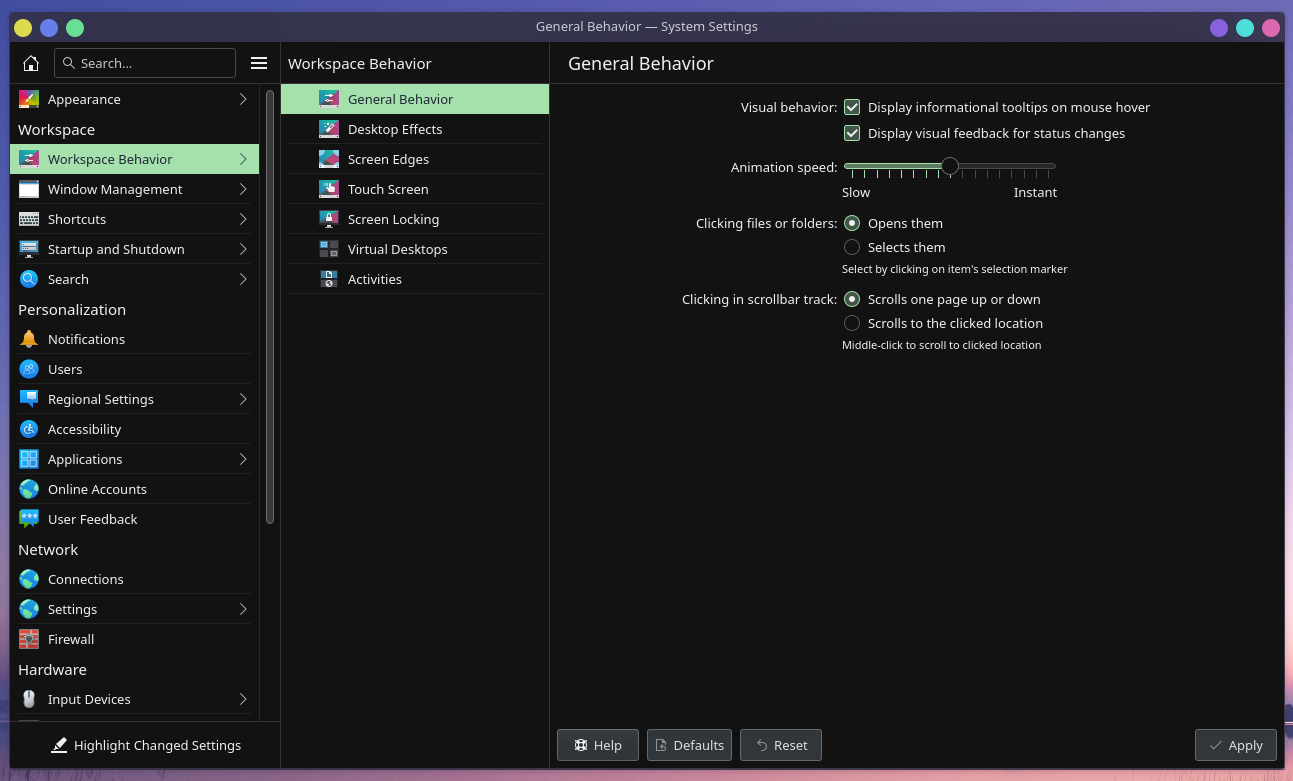 General Behavior — System Settings
Search...
Appearance
Workspace
Workspace Behavior
Window Management
Shortcuts
Startup and Shutdown
Search
Personalization
Notifications
Users
Regional Settings
Accessibility
Applications
Online Accounts
User Feedback
Network
Connections
Settings
Firewall
Hardware
Input Devices
Highlight Changed Settings
Workspace Behavior
General Behavior
Desktop Effects
Screen Edges
Touch Screen
Screen Locking
Virtual Desktops
Activities
General Behavior
Visual behavior: Display informational tooltips on mouse hover
Display visual feedback for status changes
Animation speed:
Slow Instant
Clicking files or folders: Opens them
Selects them
Select by clicking on item's selection marker
Clicking in scrollbar track: Scrolls one page up or down
Scrolls to the clicked location
Middle-click to scroll to clicked location
Help Defaults Reset Apply